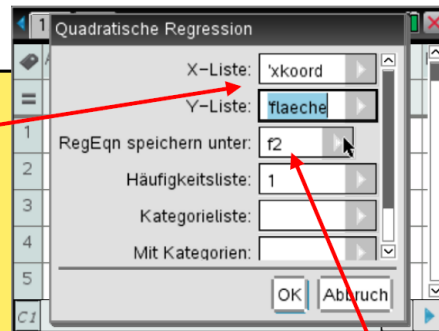 1
Quadratische Regression
X-Liste: 'xkoord
=
Y-Liste: 'flaeche
1
RegEqn speichern unter: f2
2
Häufigkeitsliste: 1
3
Kategorieliste:
4
Mit Kategorien:
5
OK Abbruch
C1